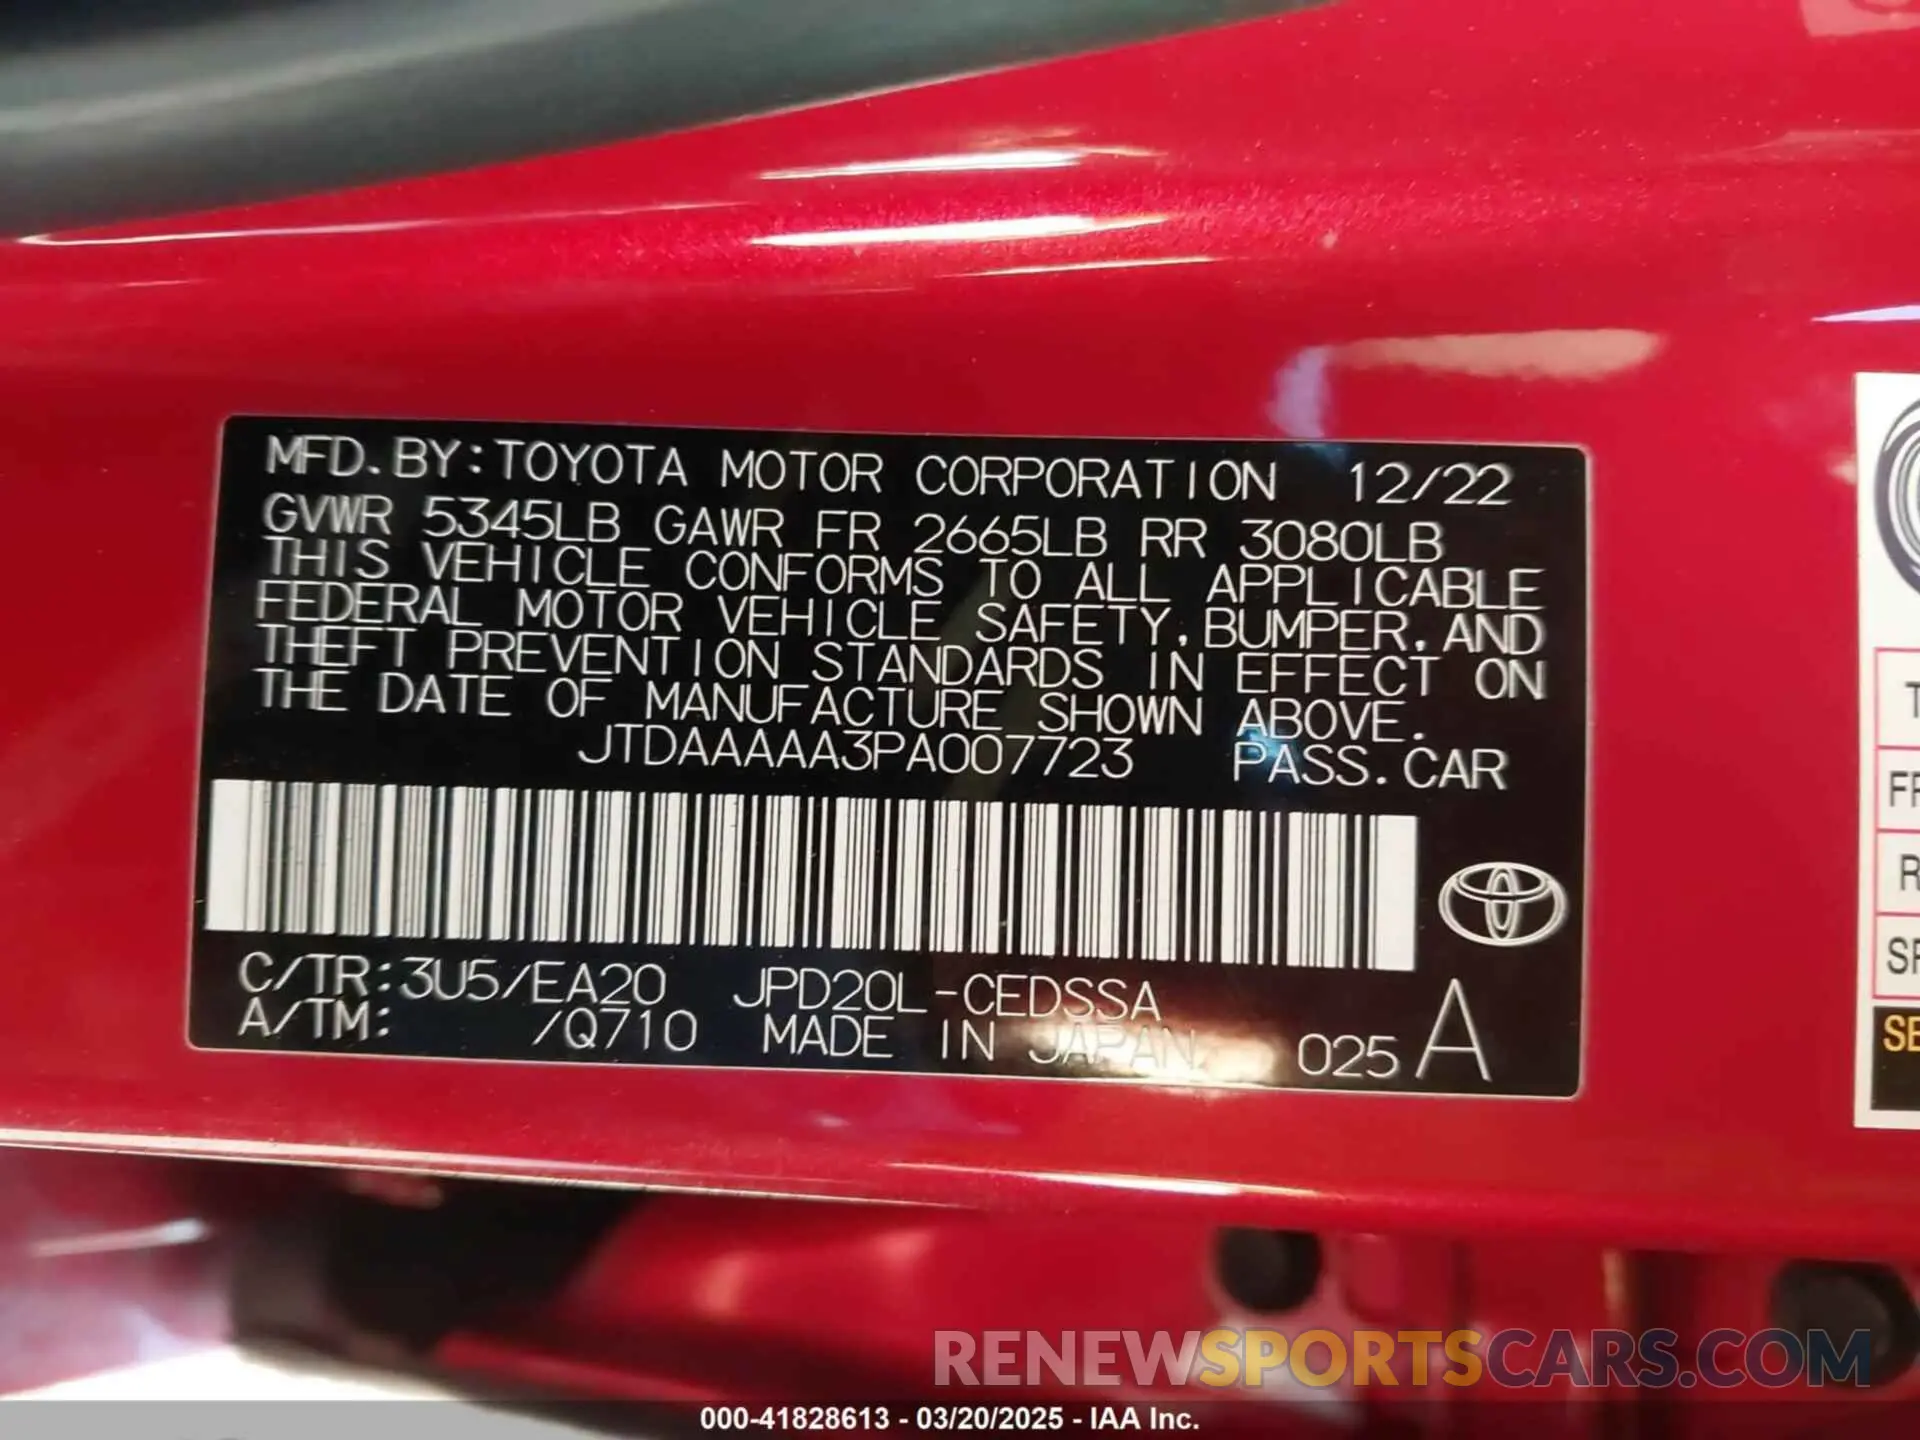 MFD. BY: TOYOTA MOTOR CORPORATION 12/22
GVWR 5345LB GAWR FR 2665LB RR 3080LB
THIS VEHICLE CONFORMS TO ALL APPLICABLE
FEDERAL MOTOR VEHICLE SAFETY, BUMPER, AND
THEFT PREVENTION STANDARDS IN EFFECT ON
THE DATE OF MANUFACTURE SHOWN ABOVE.
JTDAAAAA3PA007723 PASS. CAR
C/TR: 3U5/EA20 JPD20L-CEDSSA
A/TM: /Q710 MADE IN JAPAN 025 A
RENEWSPORTSCARS.COM
000-41828613 - 03/20/2025 - IAA Inc.